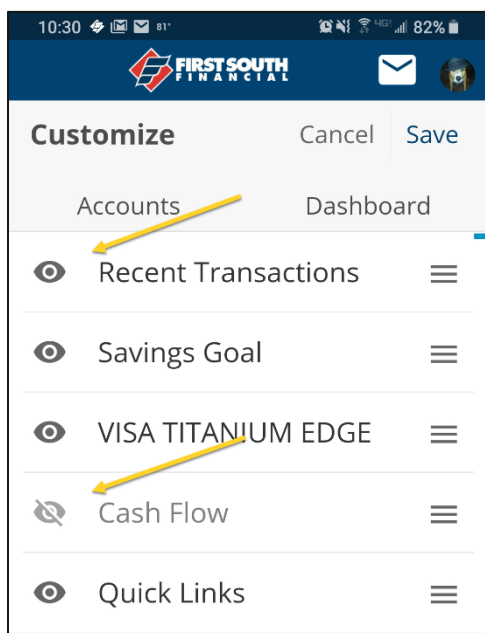 10:30 81° 4G 82%
FIRST SOUTH
FINANCIAL
Customize Cancel Save
Accounts Dashboard
Recent Transactions
Savings Goal
VISA TITANIUM EDGE
Cash Flow
Quick Links